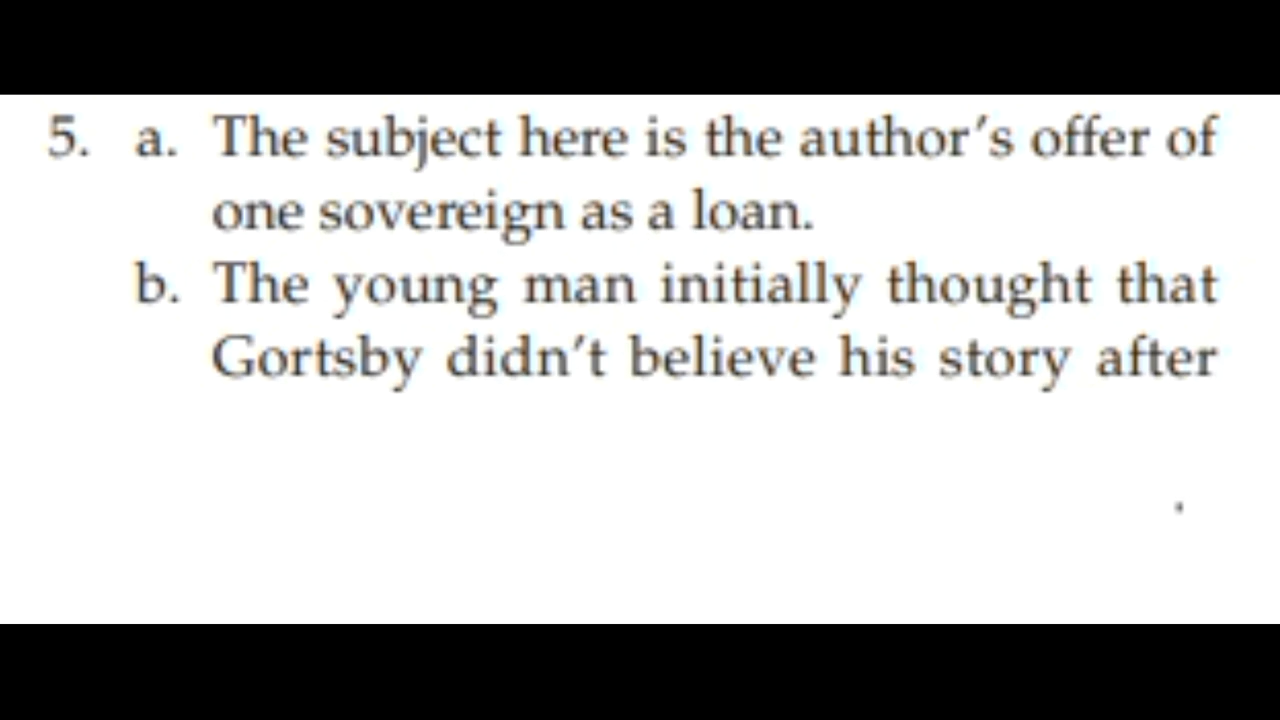 5. a. The subject here is the author's offer of
one sovereign as a loan.
b. The young man initially thought that
Gortsby didn't believe his story after